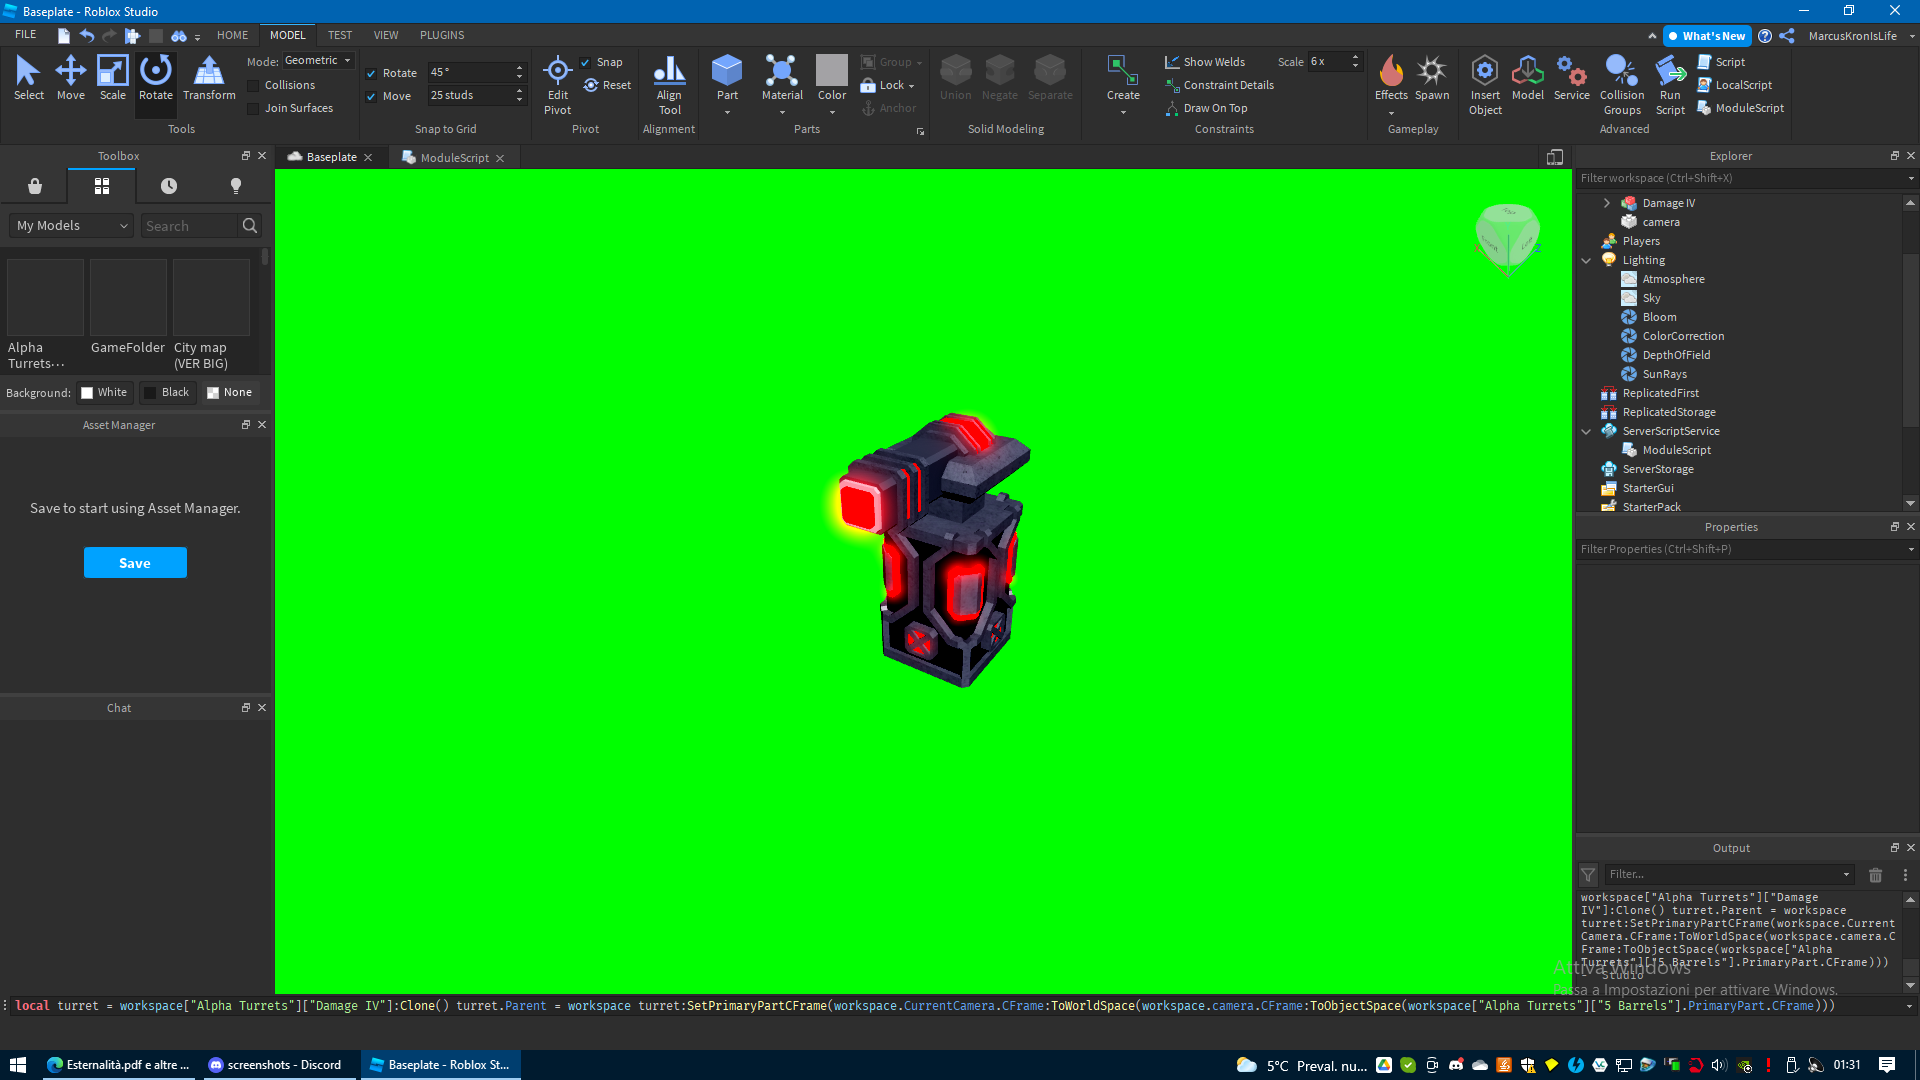 Baseplate - Roblox Studio
FILE HOME MODEL TEST VIEW PLUGINS What's New MarcusKronIsLife
Select Move Scale Rotate Transform
Mode: Geometric
Collisions
Join Surfaces
Tools
Rotate 45°
Move 25 studs
Snap to Grid
Edit
Pivot
Snap
Reset
Pivot
Align
Tool
Alignment
Part Material Color
Group
Lock
Anchor
Parts
Union Negate Separate
Solid Modeling
Create
Show Welds Scale 6 x
Constraint Details
Draw On Top
Constraints
Effects Spawn
Gameplay
Insert
Object
Model Service
Collision
Groups
Run
Script
Script
LocalScript
ModuleScript
Advanced
Toolbox
My Models Search
Alpha
Turrets...
GameFolder
City map
(VER BIG)
Background: White Black None
Asset Manager
Save to start using Asset Manager.
Save
Chat
Baseplate ModuleScript
Explorer
Filter workspace (Ctrl+Shift+X)
Damage IV
camera
Players
Lighting
Atmosphere
Sky
Bloom
ColorCorrection
DepthOfField
SunRays
ReplicatedFirst
ReplicatedStorage
ServerScriptService
ModuleScript
ServerStorage
StarterGui
StarterPack
Properties
Filter Properties (Ctrl+Shift+P)
Output
Filter...
workspace["Alpha Turrets"]["Damage
IV"]:Clone() turret.Parent = workspace
turret:SetPrimaryPartCFrame(workspace.Current
Camera.CFrame:ToWorldSpace(workspace.camera.C
Frame:ToObjectSpace(workspace["Alpha
Turrets"]["5 Barrels"].PrimaryPart.CFrame)))
- Studio
Attiva Windows
Passa a Impostazioni per attivare Windows.
local turret = workspace["Alpha Turrets"]["Damage IV"]:Clone() turret.Parent = workspace turret:SetPrimaryPartCFrame(workspace.CurrentCamera.CFrame:ToWorldSpace(workspace.camera.CFrame:ToObjectSpace(workspace["Alpha Turrets"]["5 Barrels"].PrimaryPart.CFrame)))
Esternalità.pdf e altre ... screenshots - Discord Baseplate - Roblox St... 5°C Preval. nu... 01:31